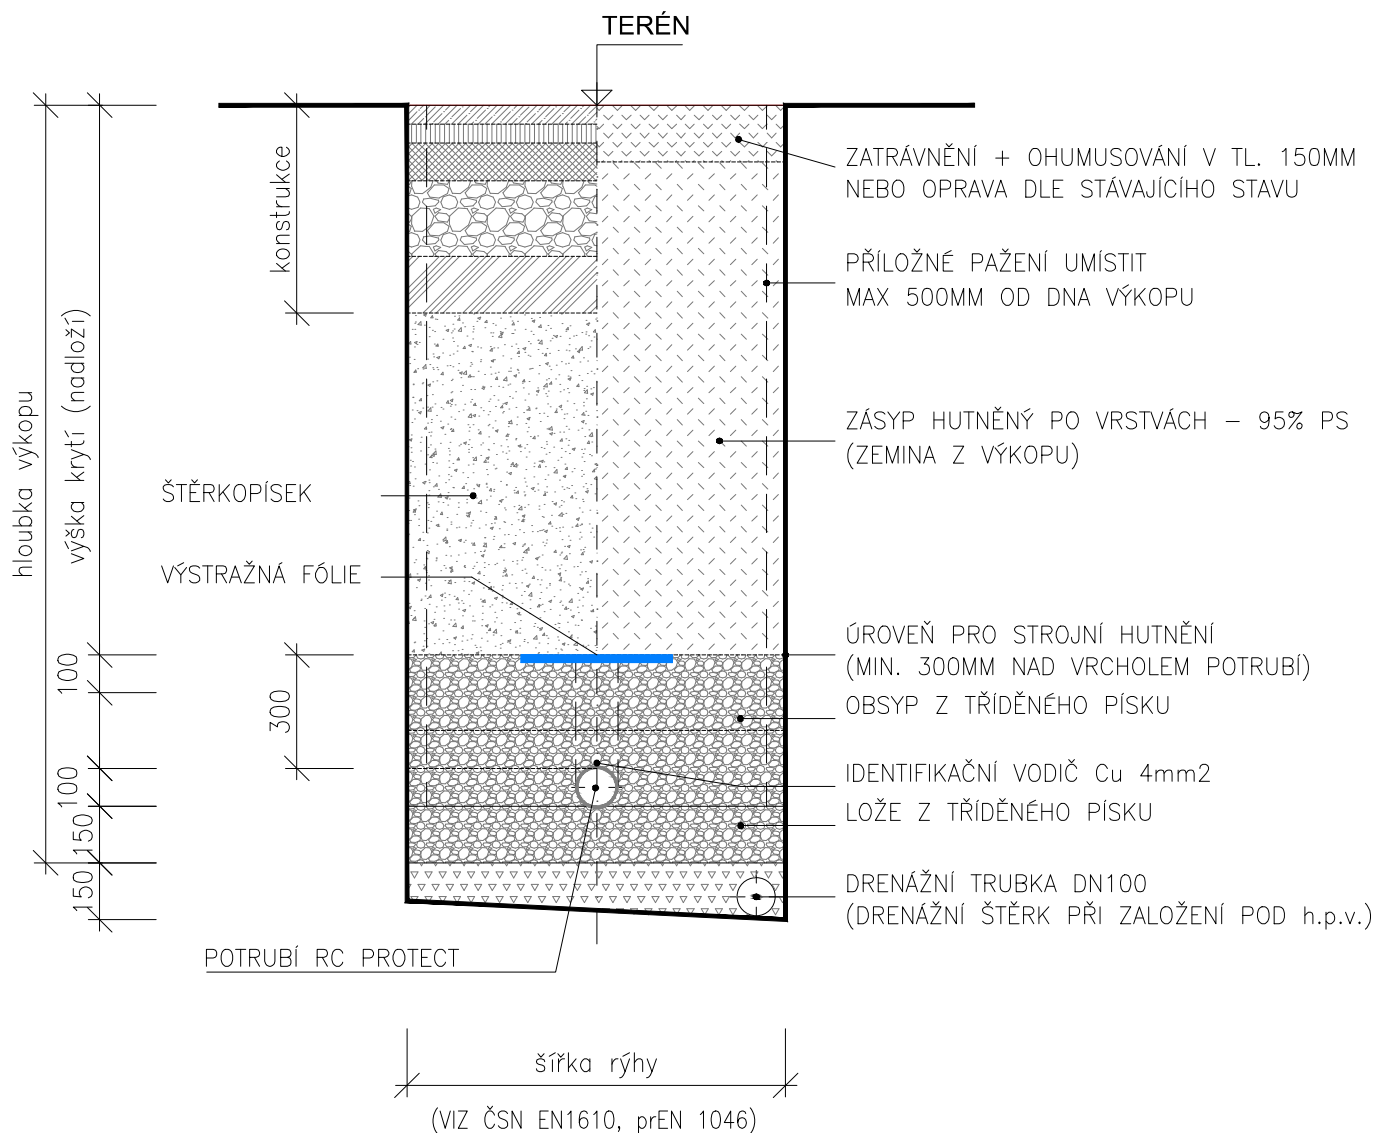 TERÉN
ZATRÁVNĚNÍ + OHUMUSOVÁNÍ V TL. 150MM
NEBO OPRAVA DLE STÁVAJÍCÍHO STAVU
konstrukce
PŘÍLOŽNÉ PAŽENÍ UMÍSTIT
MAX 500MM OD DNA VÝKOPU
hloubka výkopu
výška krytí (nadloží)
ZÁSYP HUTNĚNÝ PO VRSTVÁCH – 95% PS
(ZEMINA Z VÝKOPU)
ŠTĚRKOPÍSEK
VÝSTRAŽNÁ FÓLIE
ÚROVEŇ PRO STROJNÍ HUTNĚNÍ
(MIN. 300MM NAD VRCHOLEM POTRUBÍ)
100
300
OBSYP Z TŘÍDĚNÉHO PÍSKU
IDENTIFIKAČNÍ VODIČ Cu 4mm2
100
LOŽE Z TŘÍDĚNÉHO PÍSKU
150
150
DRENÁŽNÍ TRUBKA DN100
(DRENÁŽNÍ ŠTĚRK PŘI ZALOŽENÍ POD h.p.v.)
POTRUBÍ RC PROTECT
šířka rýhy
(VIZ ČSN EN1610, prEN 1046)